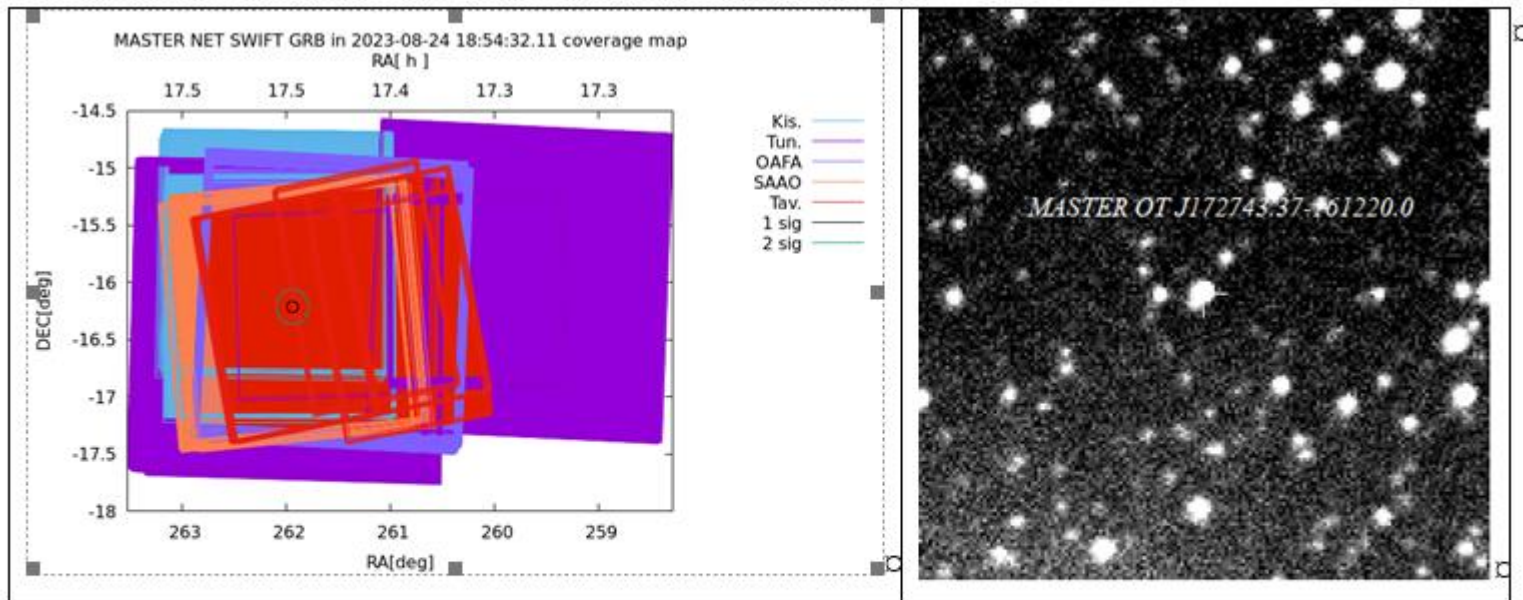 MASTER NET SWIFT GRB in 2023-08-24 18:54:32.11 coverage map
RA[ h ]
17.5 17.5 17.4 17.3 17.3
-14.5
-15
-15.5
-16
-16.5
-17
-17.5
-18
DEC[deg]
263 262 261 260 259
RA[deg]
Kis.
Tun.
OAFA
SAAO
Tav.
1 sig
2 sig
MASTER OT J172743.37-161220.0